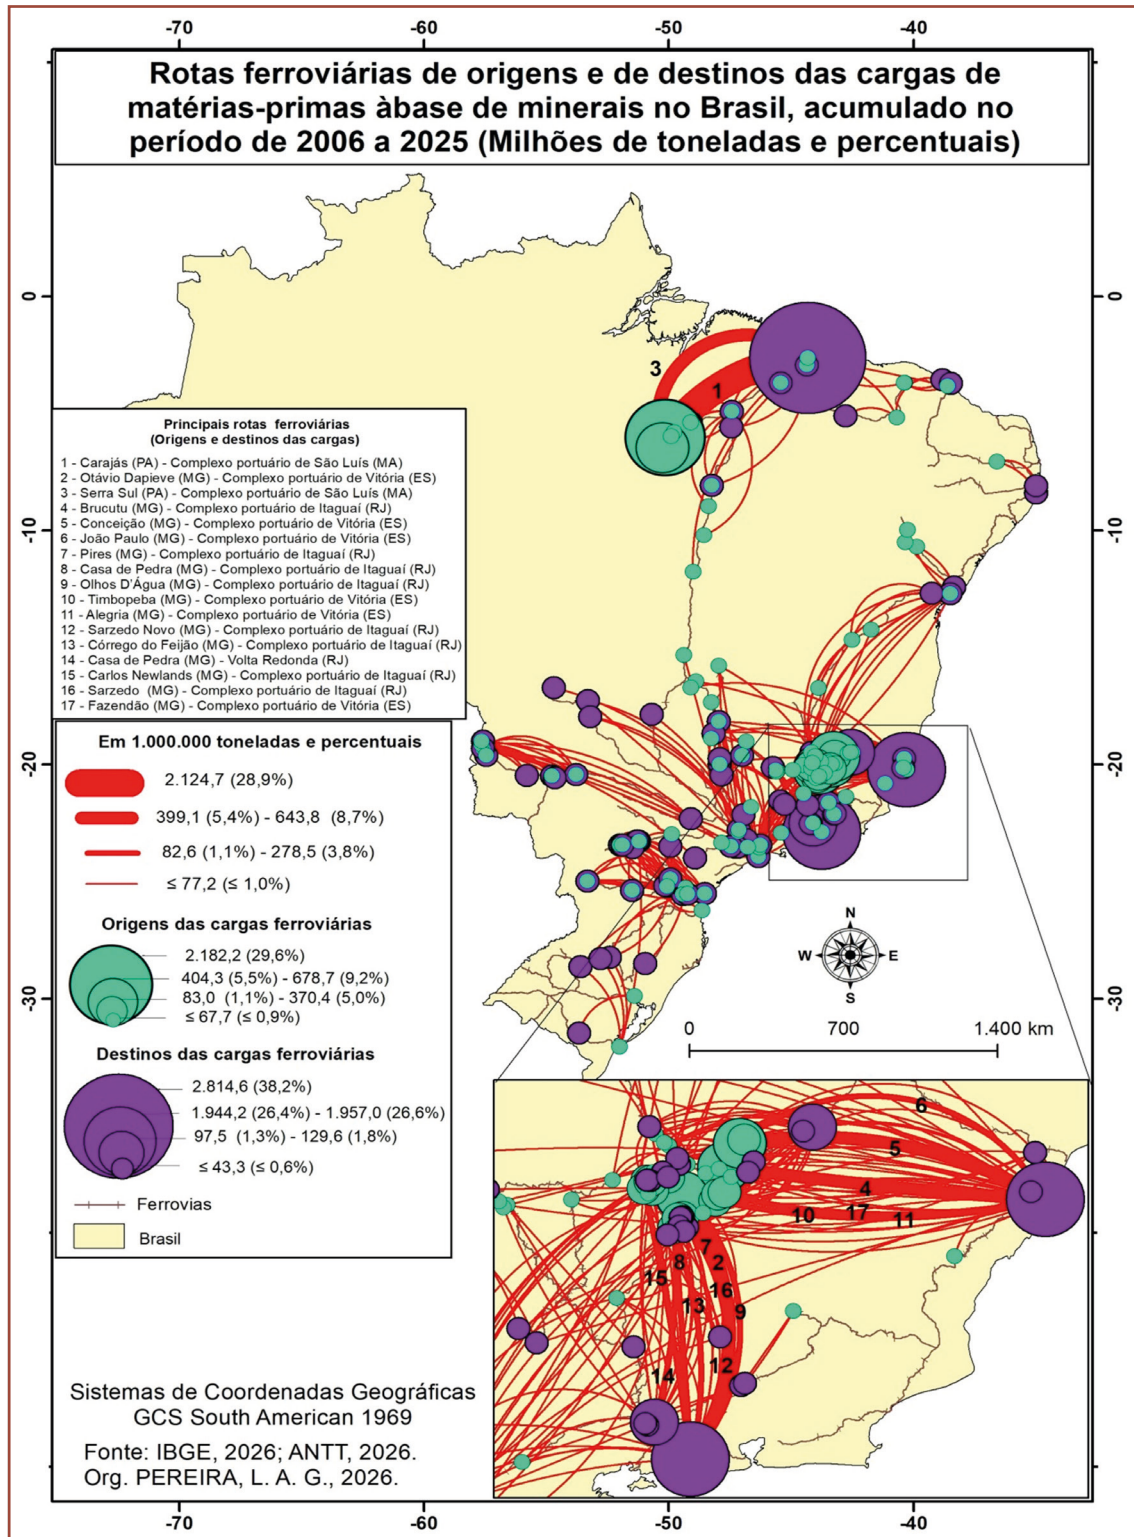 -70 -60 -50 -40
Rotas ferroviárias de origens e de destinos das cargas de
matérias-primas àbase de minerais no Brasil, acumulado no
período de 2006 a 2025 (Milhões de toneladas e percentuais)
0 0
3
1
Principais rotas ferroviárias
(Origens e destinos das cargas)
1 - Carajás (PA) - Complexo portuário de São Luís (MA)
2 - Otávio Dapieve (MG) - Complexo portuário de Vitória (ES)
3 - Serra Sul (PA) - Complexo portuário de São Luís (MA)
4 - Brucutu (MG) - Complexo portuário de Itaguaí (RJ)
5 - Conceição (MG) - Complexo portuário de Vitória (ES)
6 - João Paulo (MG) - Complexo portuário de Vitória (ES)
7 - Pires (MG) - Complexo portuário de Itaguaí (RJ)
8 - Casa de Pedra (MG) - Complexo portuário de Itaguaí (RJ)
9 - Olhos D'Água (MG) - Complexo portuário de Itaguaí (RJ)
10 - Timbopeba (MG) - Complexo portuário de Vitória (ES)
11 - Alegria (MG) - Complexo portuário de Vitória (ES)
12 - Sarzedo Novo (MG) - Complexo portuário de Itaguaí (RJ)
13 - Córrego do Feijão (MG) - Complexo portuário de Itaguaí (RJ)
14 - Casa de Pedra (MG) - Volta Redonda (RJ)
15 - Carlos Newlands (MG) - Complexo portuário de Itaguaí (RJ)
16 - Sarzedo (MG) - Complexo portuário de Itaguaí (RJ)
17 - Fazendão (MG) - Complexo portuário de Vitória (ES)
-10 -10
Em 1.000.000 toneladas e percentuais
2.124,7 (28,9%)
399,1 (5,4%) - 643,8 (8,7%)
82,6 (1,1%) - 278,5 (3,8%)
≤ 77,2 (≤ 1,0%)
-20 -20
Origens das cargas ferroviárias
2.182,2 (29,6%)
404,3 (5,5%) - 678,7 (9,2%)
83,0 (1,1%) - 370,4 (5,0%)
≤ 67,7 (≤ 0,9%)
N
W E
S
-30 -30
0 700 1.400 km
Destinos das cargas ferroviárias
2.814,6 (38,2%)
1.944,2 (26,4%) - 1.957,0 (26,6%)
97,5 (1,3%) - 129,6 (1,8%)
≤ 43,3 (≤ 0,6%)
Ferrovias
Brasil
6
5
4
10 17 11
7
8 2
15
16
13 9
12
14
Sistemas de Coordenadas Geográficas
GCS South American 1969
Fonte: IBGE, 2026; ANTT, 2026.
Org. PEREIRA, L. A. G., 2026.
-70 -60 -50 -40